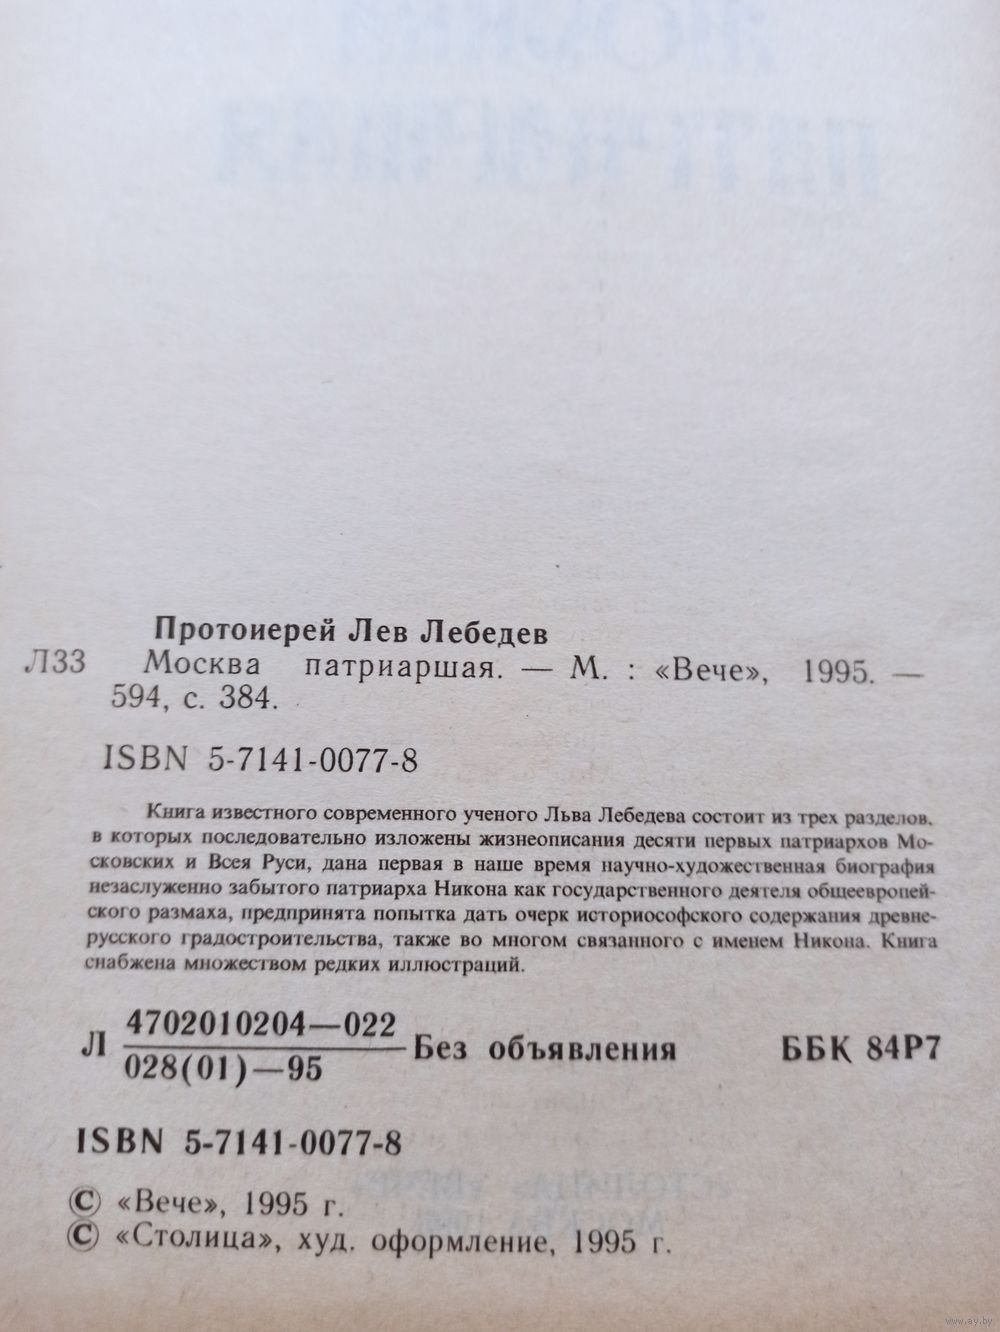 Протоиерей Лев Лебедев
Л33 Москва патриаршая. — М. : «Вече», 1995. —
594, с. 384.
ISBN 5-7141-0077-8
Книга известного современного ученого Льва Лебедева состоит из трех разделов,
в которых последовательно изложены жизнеописания десяти первых патриархов Мо-
сковских и Всея Руси, дана первая в наше время научно-художественная биография
незаслуженно забытого патриарха Никона как государственного деятеля общеевропей-
ского размаха, предпринята попытка дать очерк историософского содержания древне-
русского градостроительства, также во многом связанного с именем Никона. Книга
снабжена множеством редких иллюстраций.
Л 4702010204—022
028(01)—95 Без объявления ББК 84Р7
ISBN 5-7141-0077-8
© «Вече», 1995 г.
© «Столица», худ. оформление, 1995 г.
www.ay.by